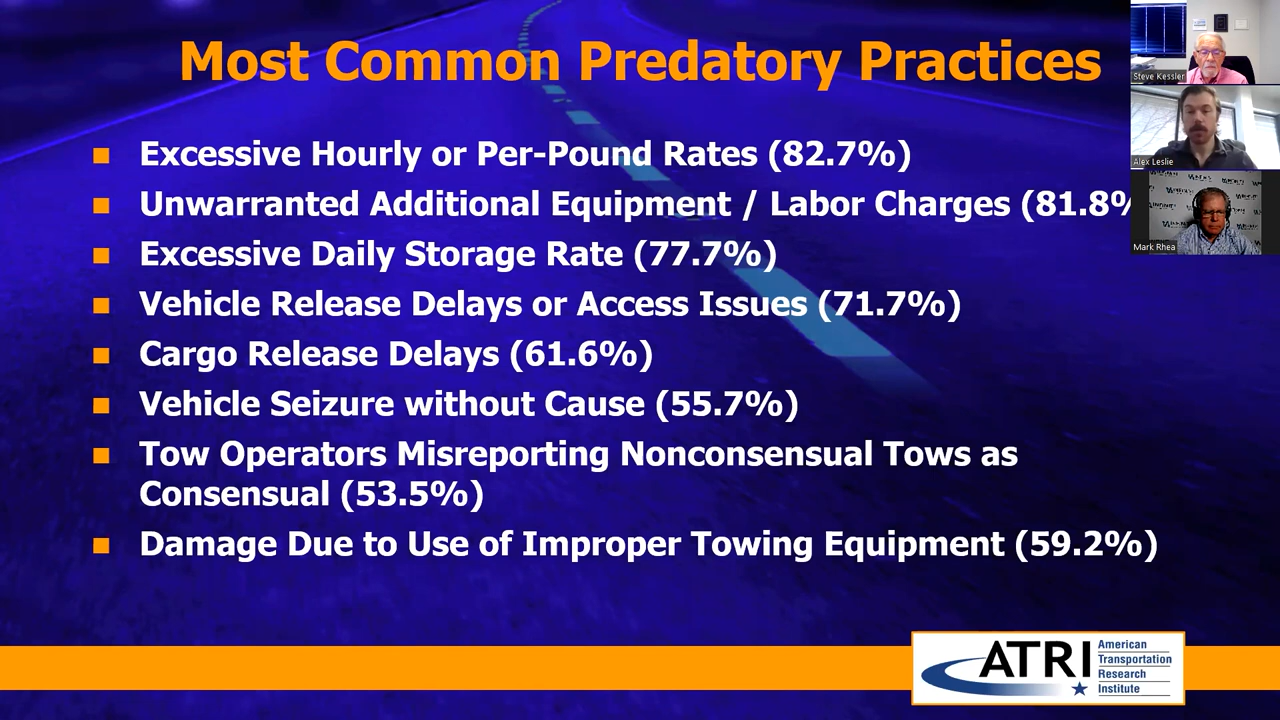 Most Common Predatory Practices
Excessive Hourly or Per-Pound Rates (82.7%)
Unwarranted Additional Equipment / Labor Charges (81.8%
Excessive Daily Storage Rate (77.7%)
Vehicle Release Delays or Access Issues (71.7%)
Cargo Release Delays (61.6%)
Vehicle Seizure without Cause (55.7%)
Tow Operators Misreporting Nonconsensual Tows as
Consensual (53.5%)
Damage Due to Use of Improper Towing Equipment (59.2%)
Steve Kessler
Alex Leslie
Mark Rhea
ATRI
American
Transportation
Research
Institute